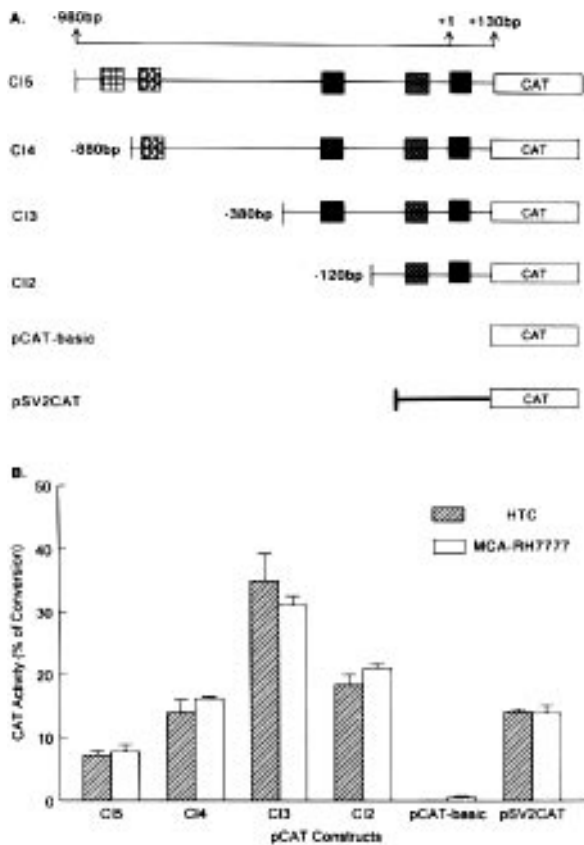 A.
-980bp +1 +130bp
CI5 CAT
CI4 -880bp CAT
CI3 -380bp CAT
CI2 -120bp CAT
pCAT-basic CAT
pSV2CAT CAT
B.
50
40
30
20
10
0
CAT Activity (% of Conversion)
HTC
MCA-RH7777
CI5 CI4 CI3 CI2 pCAT-basic pSV2CAT
pCAT Constructs